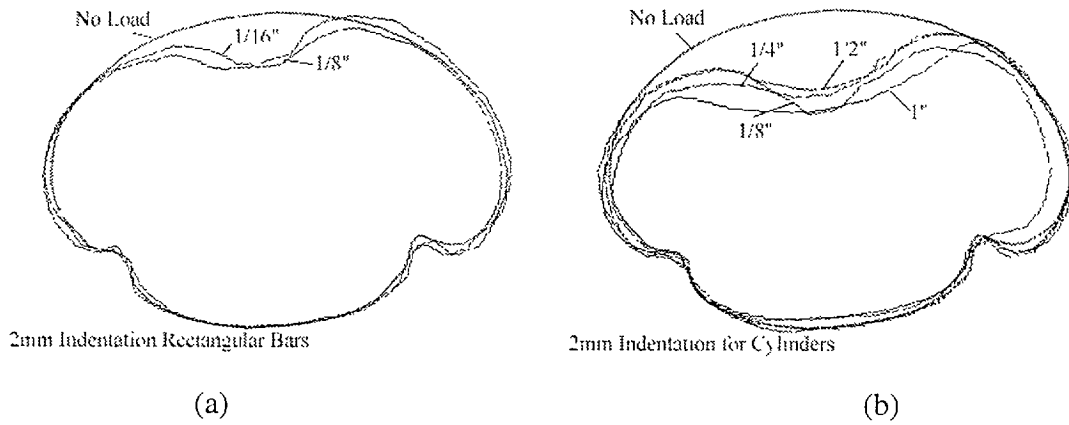 No Load
1/16"
1/8"
2mm Indentation Rectangular Bars
(a)
No Load
1/4"
1'2"
1/8"
1"
2mm Indentation for Cylinders
(b)